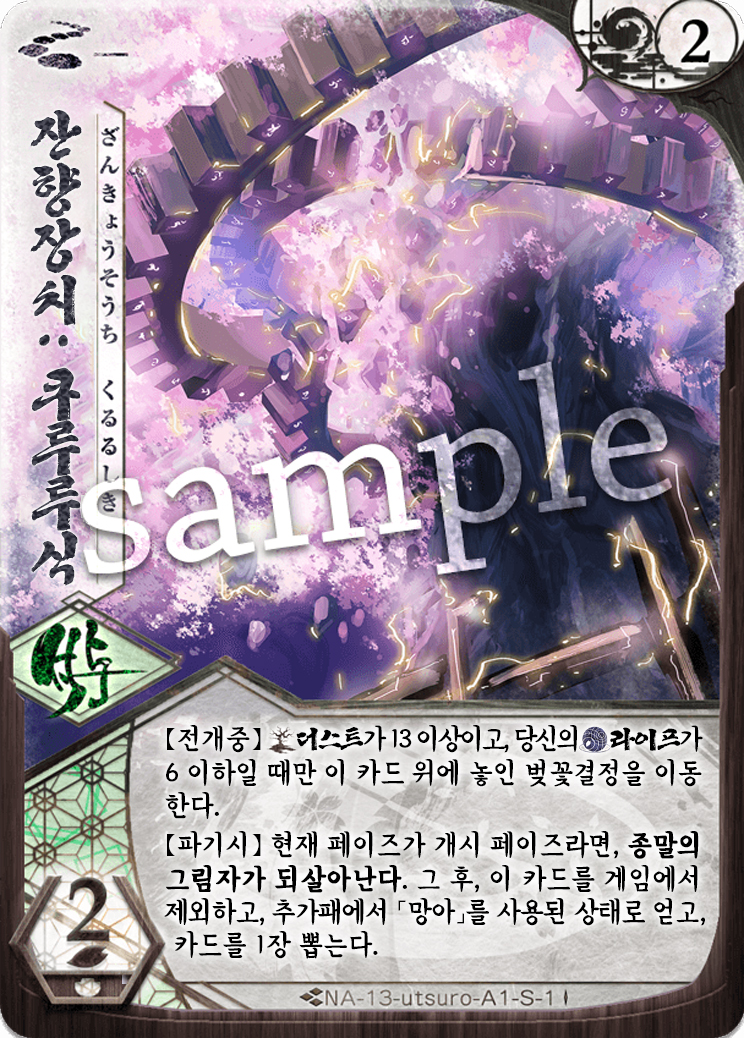 2
잔향장치: 쿠루루식
ざんきょうそうち くるるしき
sample
부여
【전개중】 더스트가 13 이상이고, 당신의 라이프가
6 이하일 때만 이 카드 위에 놓인 벚꽃결정을 이동
한다.
【파기시】 현재 페이즈가 개시 페이즈라면, 종말의
그림자가 되살아난다. 그 후, 이 카드를 게임에서
제외하고, 추가패에서 「망아」를 사용된 상태로 얻고,
카드를 1장 뽑는다.
2
NA-13-utsuro-A1-S-1